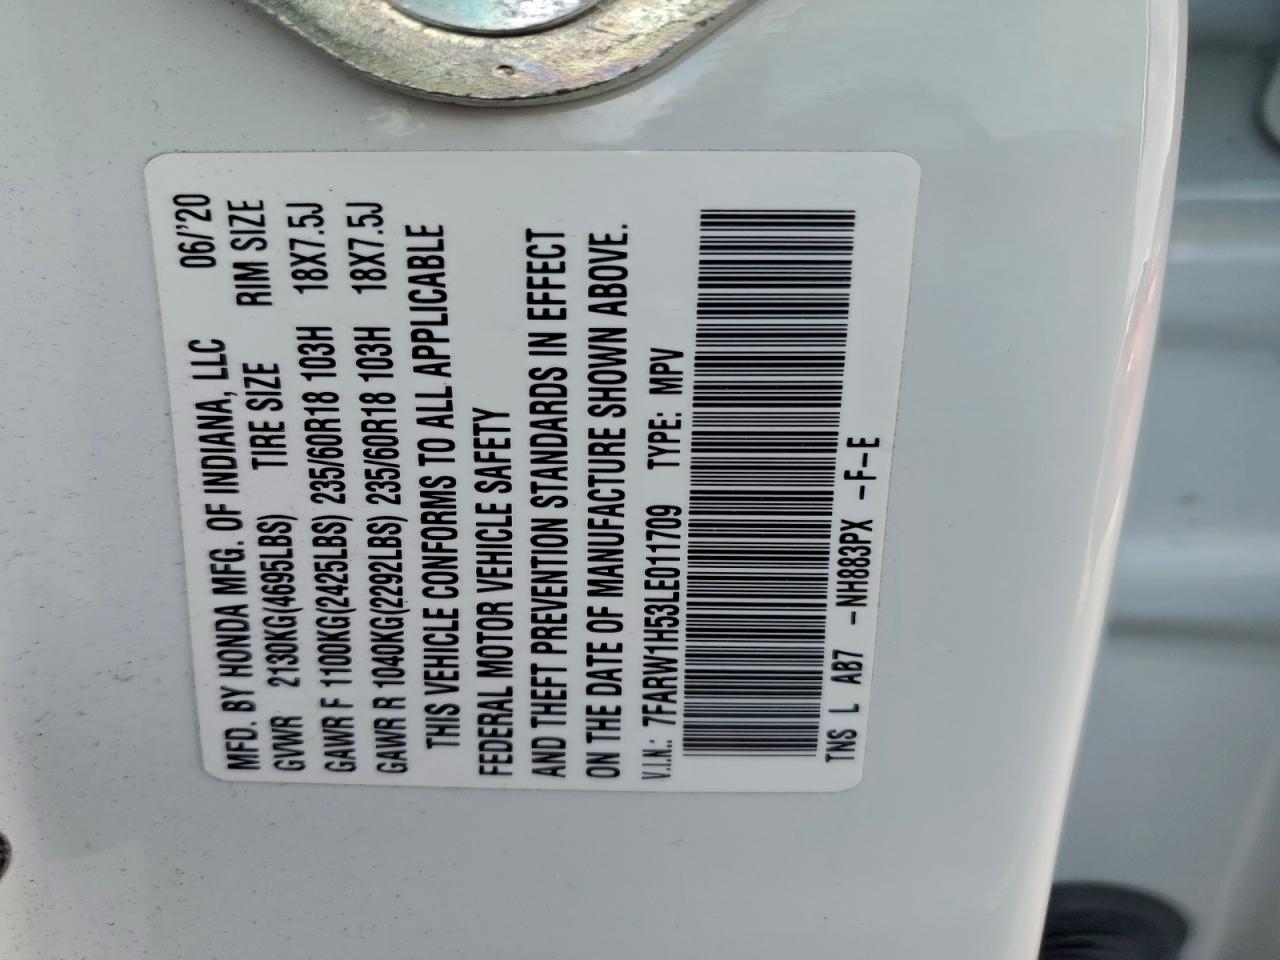 MFD. BY HONDA MFG. OF INDIANA, LLC 06/'20
GVWR 2130KG(4695LBS) TIRE SIZE RIM SIZE
GAWR F 1100KG(2425LBS) 235/60R18 103H 18X7.5J
GAWR R 1040KG(2292LBS) 235/60R18 103H 18X7.5J
THIS VEHICLE CONFORMS TO ALL APPLICABLE
FEDERAL MOTOR VEHICLE SAFETY
AND THEFT PREVENTION STANDARDS IN EFFECT
ON THE DATE OF MANUFACTURE SHOWN ABOVE.
V.I.N.: 7FARW1H53LE011709 TYPE: MPV
TNS L AB7 -NH883PX -F-E